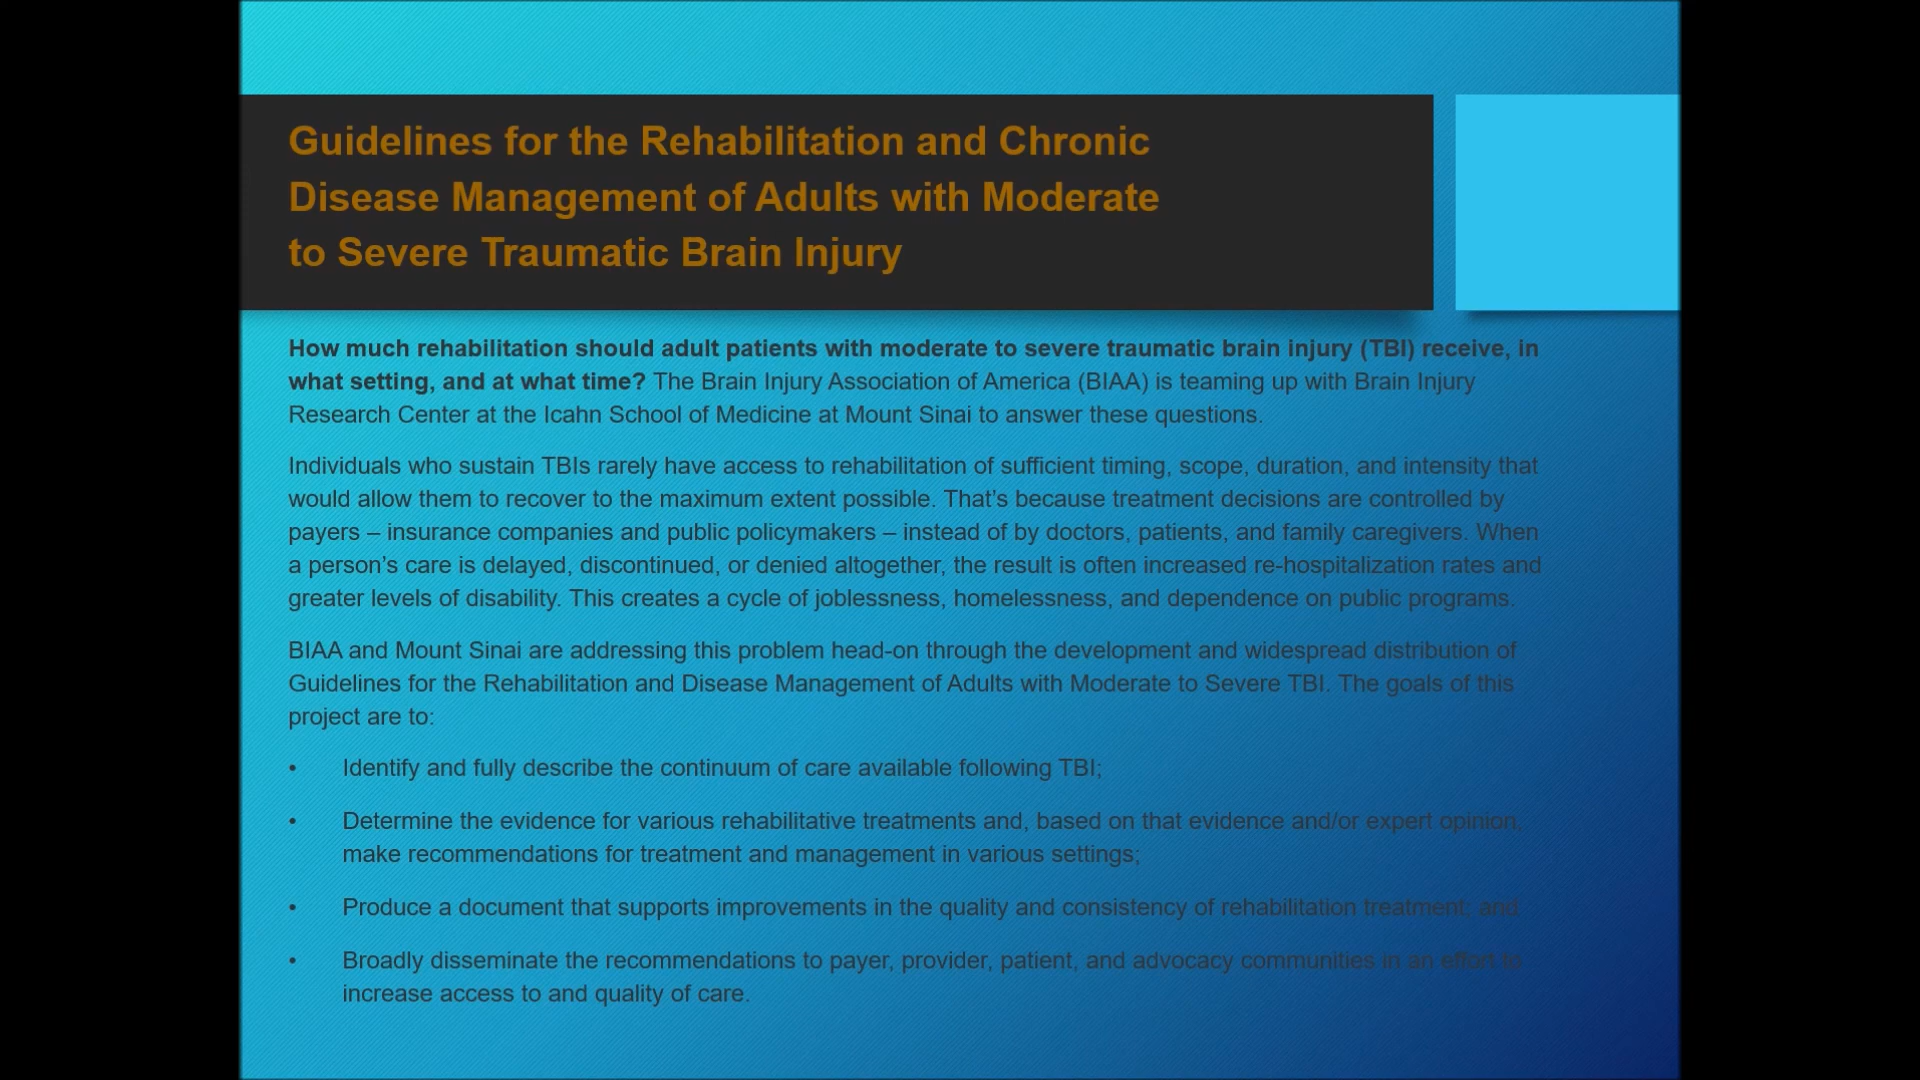 Guidelines for the Rehabilitation and Chronic
Disease Management of Adults with Moderate
to Severe Traumatic Brain Injury
How much rehabilitation should adult patients with moderate to severe traumatic brain injury (TBI) receive, in
what setting, and at what time? The Brain Injury Association of America (BIAA) is teaming up with Brain Injury
Research Center at the Icahn School of Medicine at Mount Sinai to answer these questions.
Individuals who sustain TBIs rarely have access to rehabilitation of sufficient timing, scope, duration, and intensity that
would allow them to recover to the maximum extent possible. That’s because treatment decisions are controlled by
payers – insurance companies and public policymakers – instead of by doctors, patients, and family caregivers. When
a person’s care is delayed, discontinued, or denied altogether, the result is often increased re-hospitalization rates and
greater levels of disability. This creates a cycle of joblessness, homelessness, and dependence on public programs.
BIAA and Mount Sinai are addressing this problem head-on through the development and widespread distribution of
Guidelines for the Rehabilitation and Disease Management of Adults with Moderate to Severe TBI. The goals of this
project are to:
• Identify and fully describe the continuum of care available following TBI;
• Determine the evidence for various rehabilitative treatments and, based on that evidence and/or expert opinion,
make recommendations for treatment and management in various settings;
• Produce a document that supports improvements in the quality and consistency of rehabilitation treatment; and
• Broadly disseminate the recommendations to payer, provider, patient, and advocacy communities in an effort to
increase access to and quality of care.